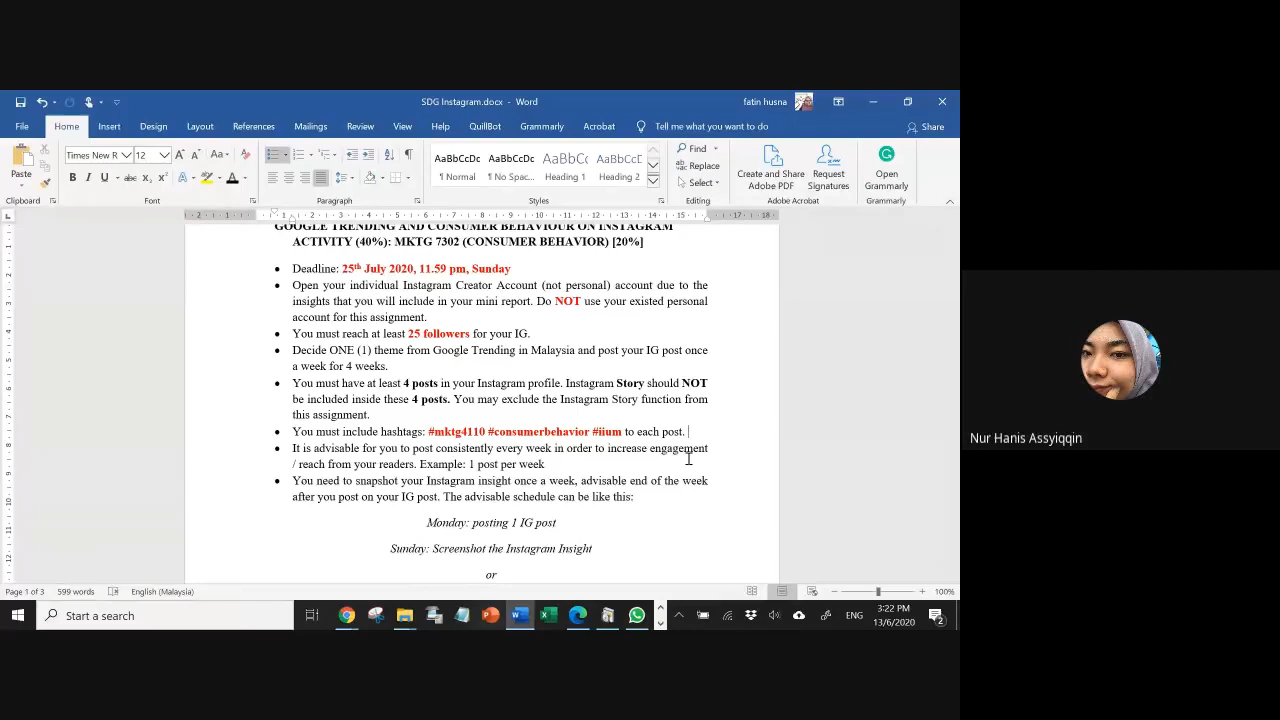 SDG Instagram.docx - Word
fatin husna
File Home Insert Design Layout References Mailings Review View Help QuillBot Grammarly Acrobat Tell me what you want to do Share
Paste
Times New R 12
Find
Replace
Select
AaBbCcDc AaBbCcDc AaBbCc AaBbCcD
¶ Normal ¶ No Spac... Heading 1 Heading 2
Create and Share
Adobe PDF
Request
Signatures
Open
Grammarly
Clipboard Font Paragraph Styles Adobe Acrobat Grammarly
GOOGLE TRENDING AND CONSUMER BEHAVIOUR ON INSTAGRAM
ACTIVITY (40%): MKTG 7302 (CONSUMER BEHAVIOR) [20%]
• Deadline: 25th July 2020, 11.59 pm, Sunday
• Open your individual Instagram Creator Account (not personal) account due to the
insights that you will include in your mini report. Do NOT use your existed personal
account for this assignment.
• You must reach at least 25 followers for your IG.
• Decide ONE (1) theme from Google Trending in Malaysia and post your IG post once
a week for 4 weeks.
• You must have at least 4 posts in your Instagram profile. Instagram Story should NOT
be included inside these 4 posts. You may exclude the Instagram Story function from
this assignment.
• You must include hashtags: #mktg4110 #consumerbehavior #iium to each post.
• It is advisable for you to post consistently every week in order to increase engagement
/ reach from your readers. Example: 1 post per week
• You need to snapshot your Instagram insight once a week, advisable end of the week
after you post on your IG post. The advisable schedule can be like this:
Monday: posting 1 IG post
Sunday: Screenshot the Instagram Insight
or
Page 1 of 3 599 words English (Malaysia) 100%
Start a search
ENG
3:22 PM
13/6/2020
2
Nur Hanis Assyiqqin